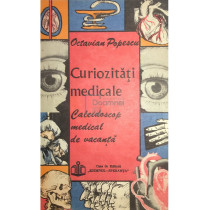 Octavian Popescu
Curiozități
medicale
Caleidoscop
medical
de vacanță